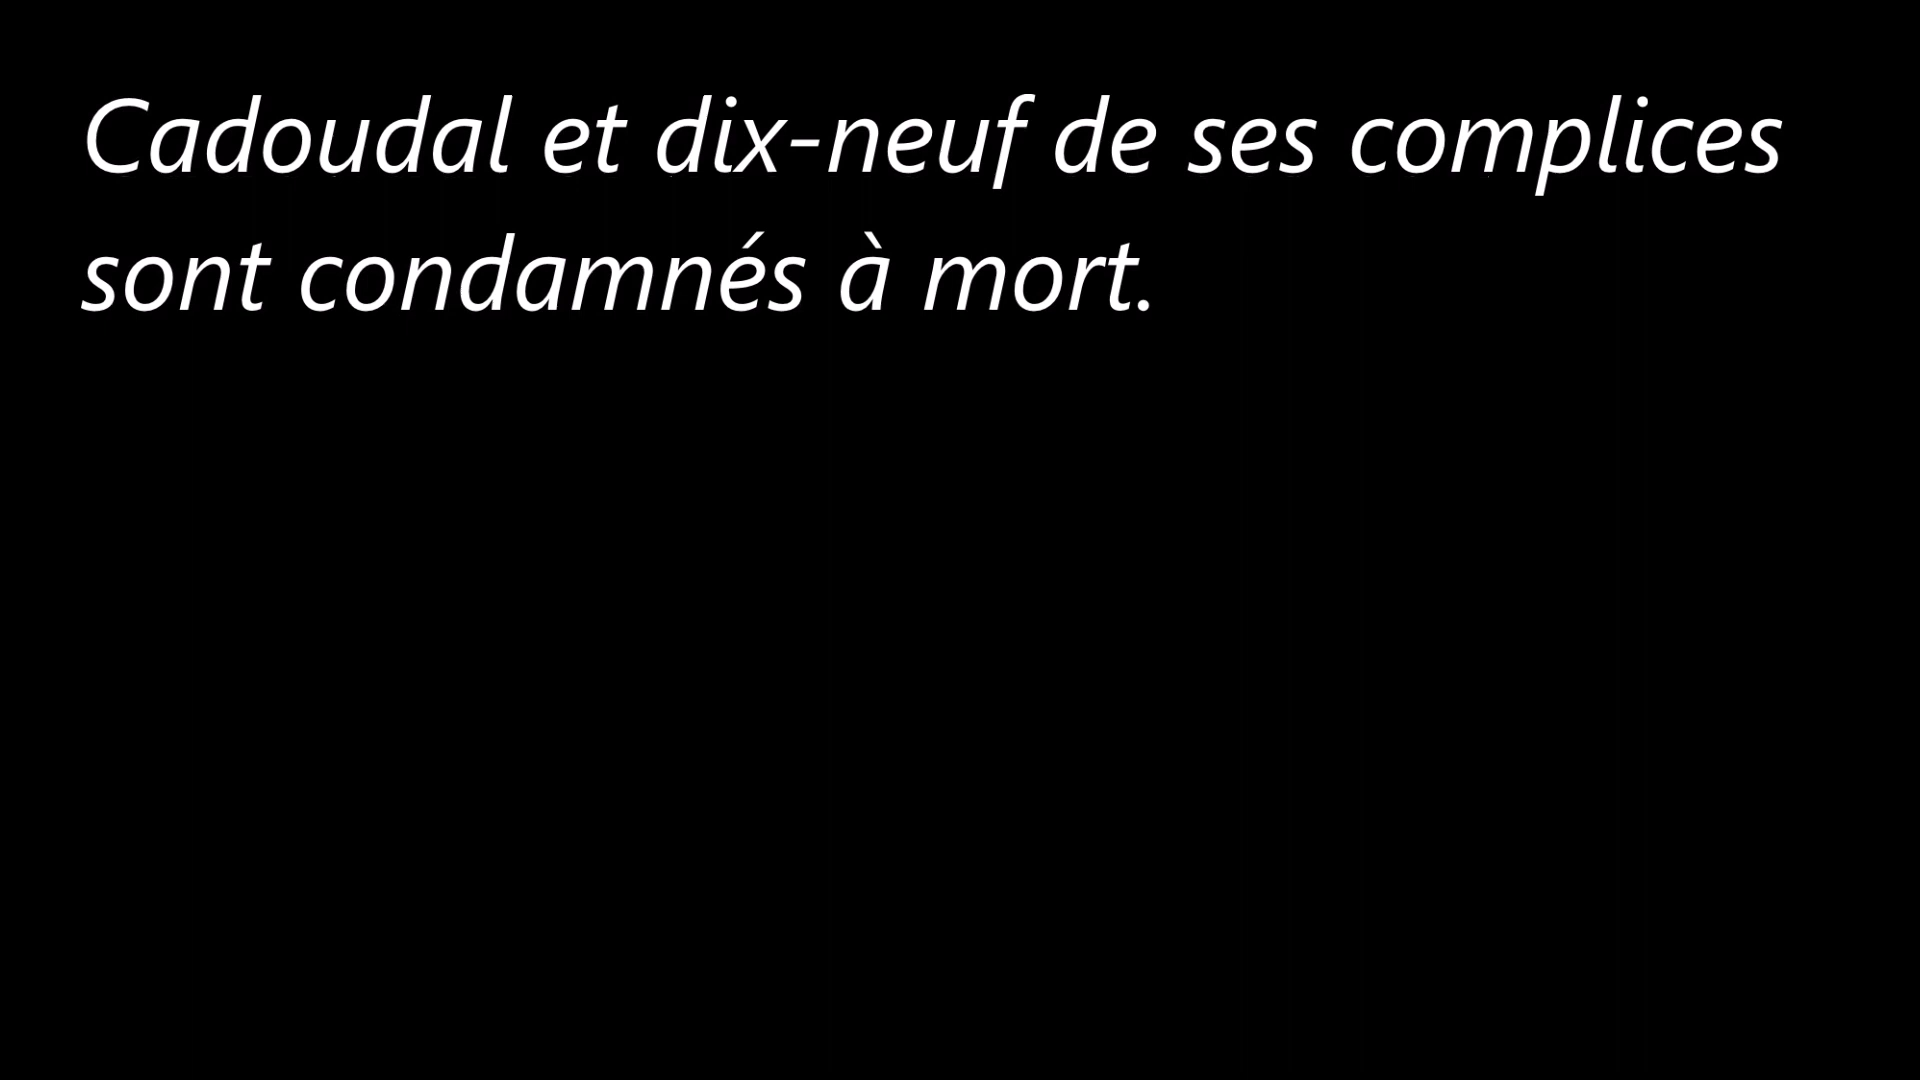 Cadoudal et dix-neuf de ses complices
sont condamnés à mort.